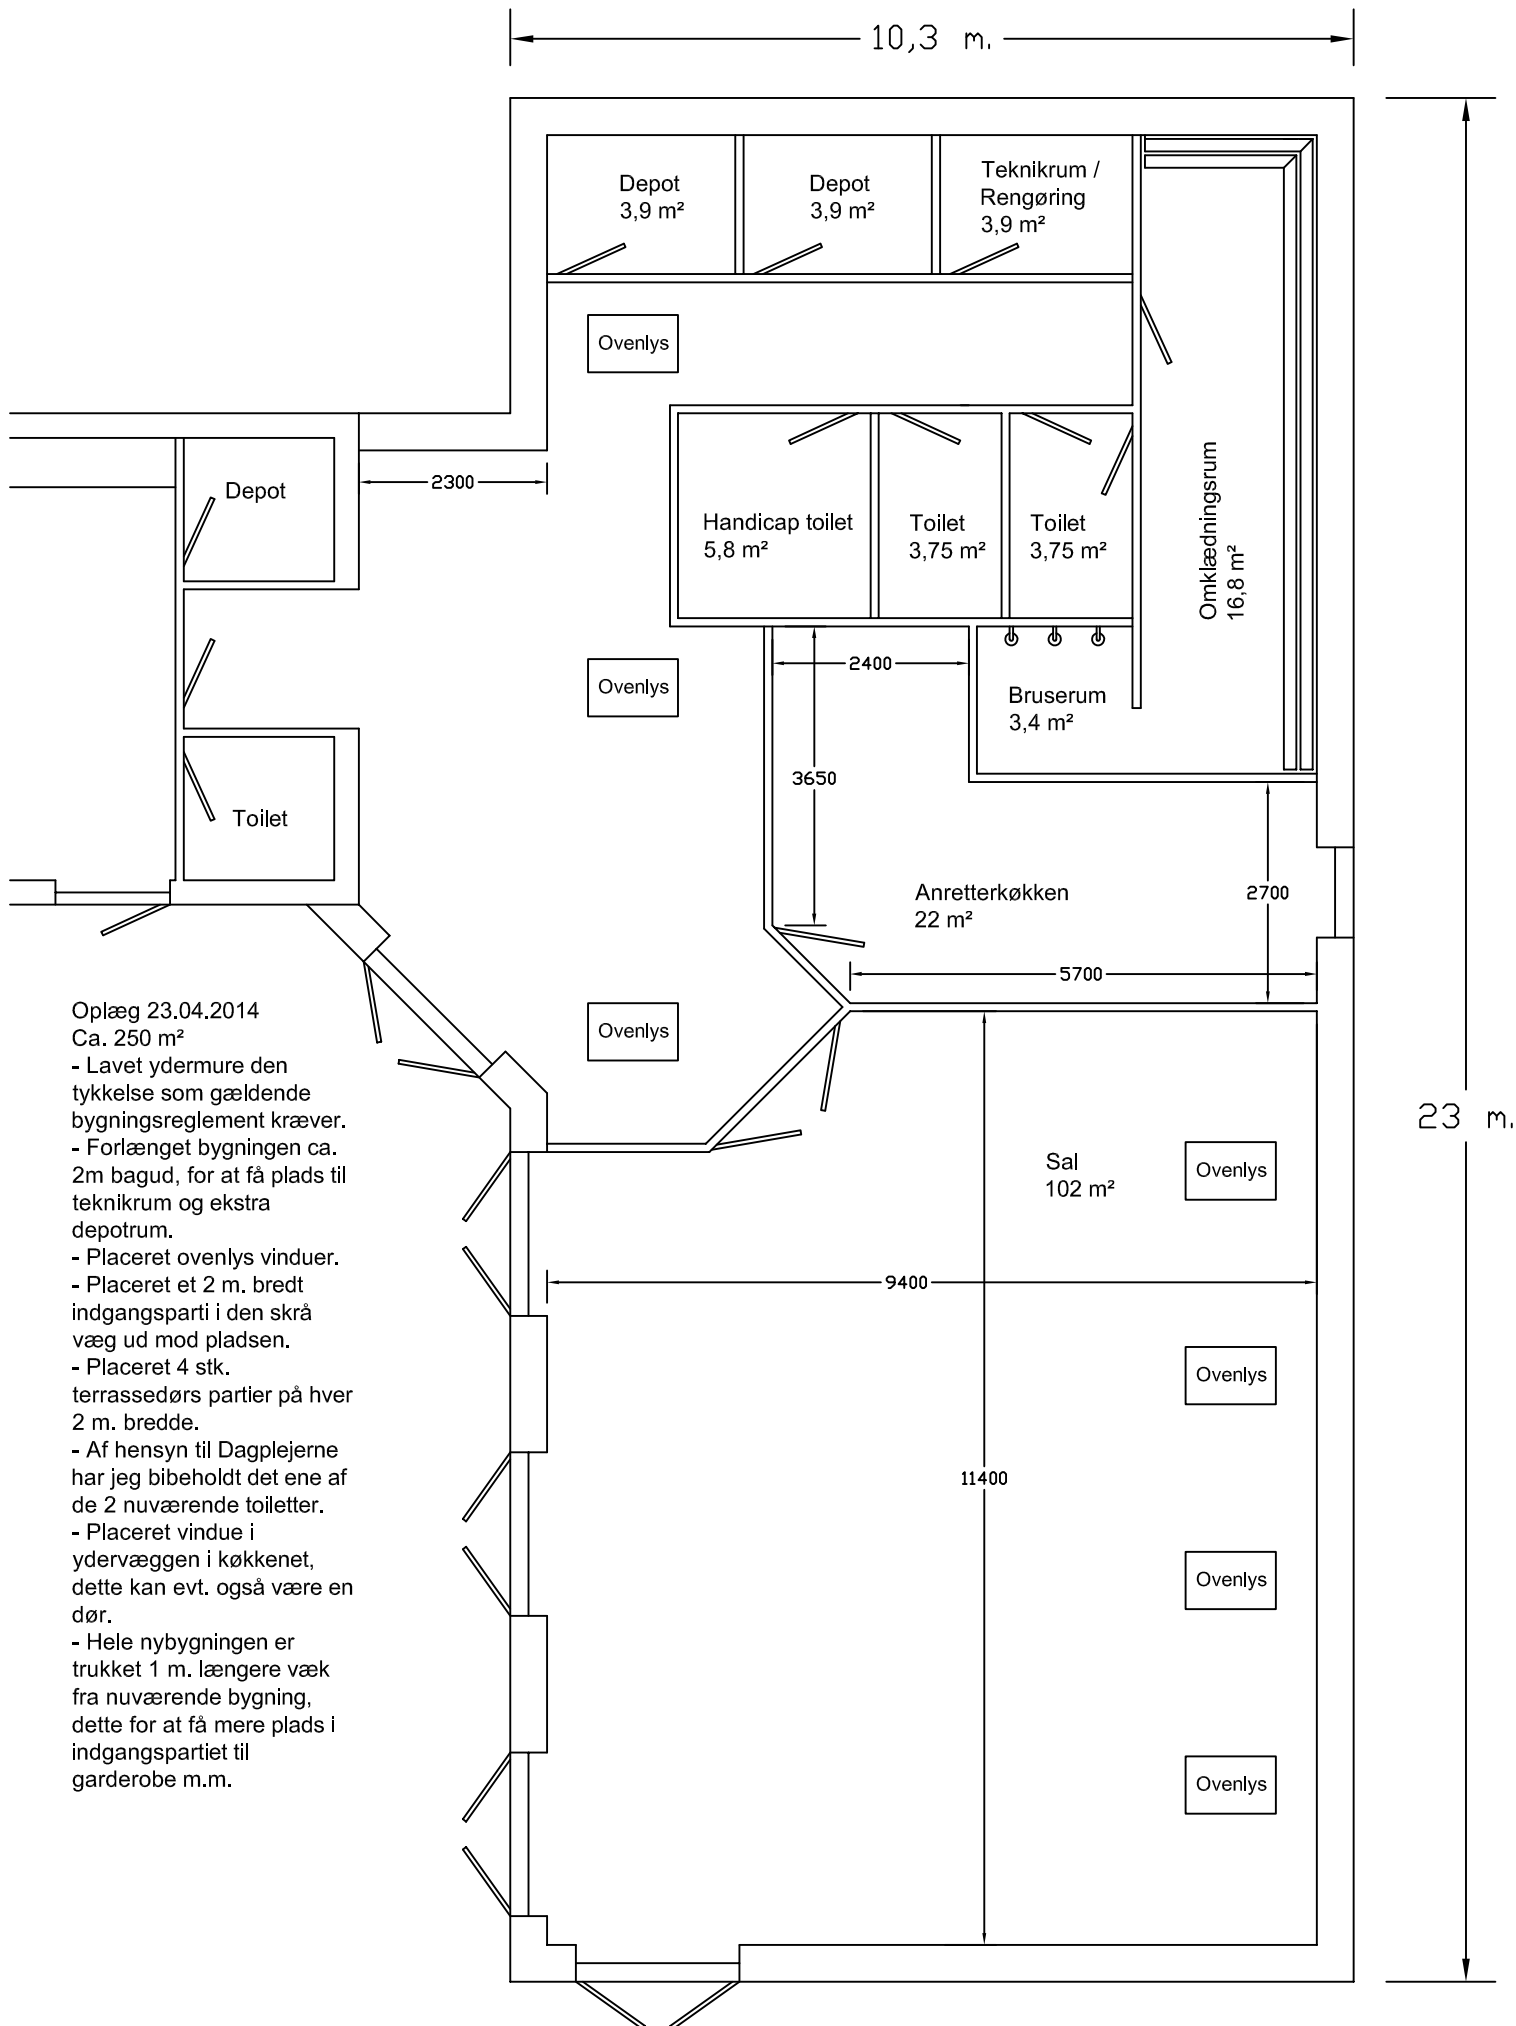 10,3 m.
Depot
3,9 m²
Depot
3,9 m²
Teknikrum /
Rengøring
3,9 m²
Ovenlys
Depot
2300
Handicap toilet
5,8 m²
Toilet
3,75 m²
Toilet
3,75 m²
Omklædningsrum
16,8 m²
Ovenlys
2400
Bruserum
3,4 m²
3650
Toilet
Anretterkøkken
22 m²
2700
5700
Ovenlys
Oplæg 23.04.2014
Ca. 250 m²
- Lavet ydermure den
tykkelse som gældende
bygningsreglement kræver.
- Forlænget bygningen ca.
2m bagud, for at få plads til
teknikrum og ekstra
depotrum.
- Placeret ovenlys vinduer.
- Placeret et 2 m. bredt
indgangsparti i den skrå
væg ud mod pladsen.
- Placeret 4 stk.
terrassedørs partier på hver
2 m. bredde.
- Af hensyn til Dagplejerne
har jeg bibeholdt det ene af
de 2 nuværende toiletter.
- Placeret vindue i
ydervæggen i køkkenet,
dette kan evt. også være en
dør.
- Hele nybygningen er
trukket 1 m. længere væk
fra nuværende bygning,
dette for at få mere plads i
indgangspartiet til
garderobe m.m.
23 m.
Sal
102 m²
Ovenlys
9400
Ovenlys
11400
Ovenlys
Ovenlys